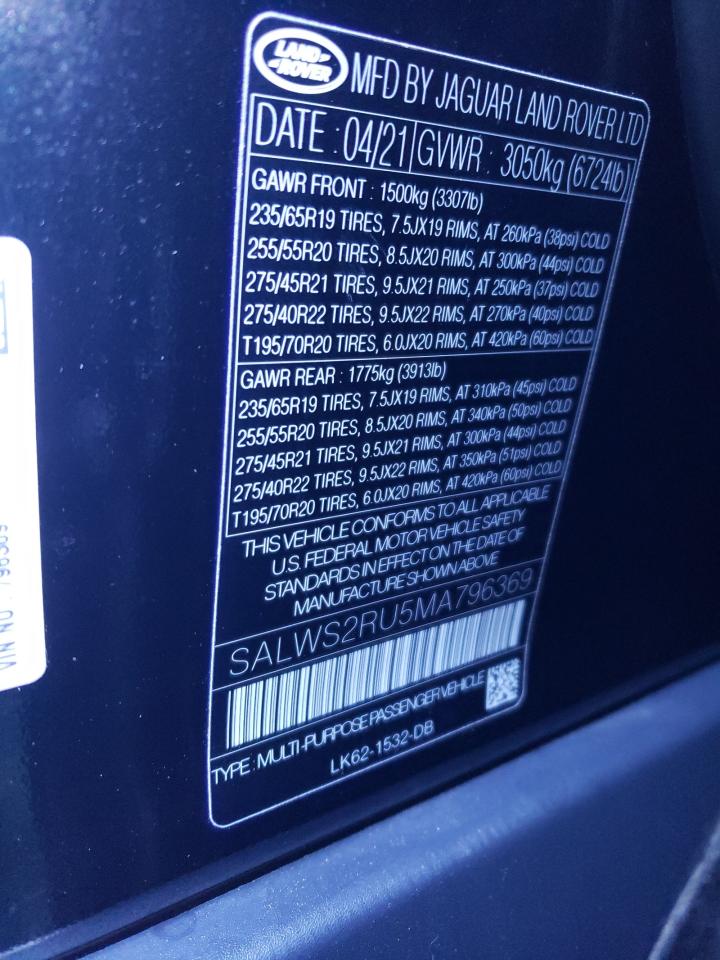 LAND
ROVER
MFD BY JAGUAR LAND ROVER LTD
DATE : 04/21 GVWR : 3050kg (6724lb)
GAWR FRONT : 1500kg (3307lb)
235/65R19 TIRES, 7.5JX19 RIMS, AT 260kPa (38psi) COLD
255/55R20 TIRES, 8.5JX20 RIMS, AT 300kPa (44psi) COLD
275/45R21 TIRES, 9.5JX21 RIMS, AT 250kPa (37psi) COLD
275/40R22 TIRES, 9.5JX22 RIMS, AT 270kPa (40psi) COLD
T195/70R20 TIRES, 6.0JX20 RIMS, AT 420kPa (60psi) COLD
GAWR REAR : 1775kg (3913lb)
235/65R19 TIRES, 7.5JX19 RIMS, AT 310kPa (45psi) COLD
255/55R20 TIRES, 8.5JX20 RIMS, AT 340kPa (50psi) COLD
275/45R21 TIRES, 9.5JX21 RIMS, AT 300kPa (44psi) COLD
275/40R22 TIRES, 9.5JX22 RIMS, AT 350kPa (51psi) COLD
T195/70R20 TIRES, 6.0JX20 RIMS, AT 420kPa (60psi) COLD
THIS VEHICLE CONFORMS TO ALL APPLICABLE
U.S. FEDERAL MOTOR VEHICLE SAFETY
STANDARDS IN EFFECT ON THE DATE OF
MANUFACTURE SHOWN ABOVE
SALWS2RU5MA796369
TYPE : MULTI-PURPOSE PASSENGER VEHICLE
LK62-1532-DB
VIN NO